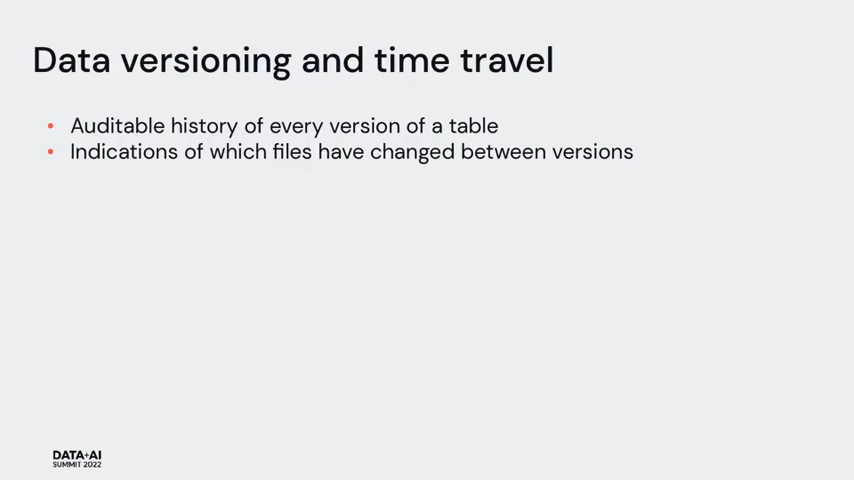 Data versioning and time travel
• Auditable history of every version of a table
• Indications of which files have changed between versions
DATA+AI
SUMMIT 2022